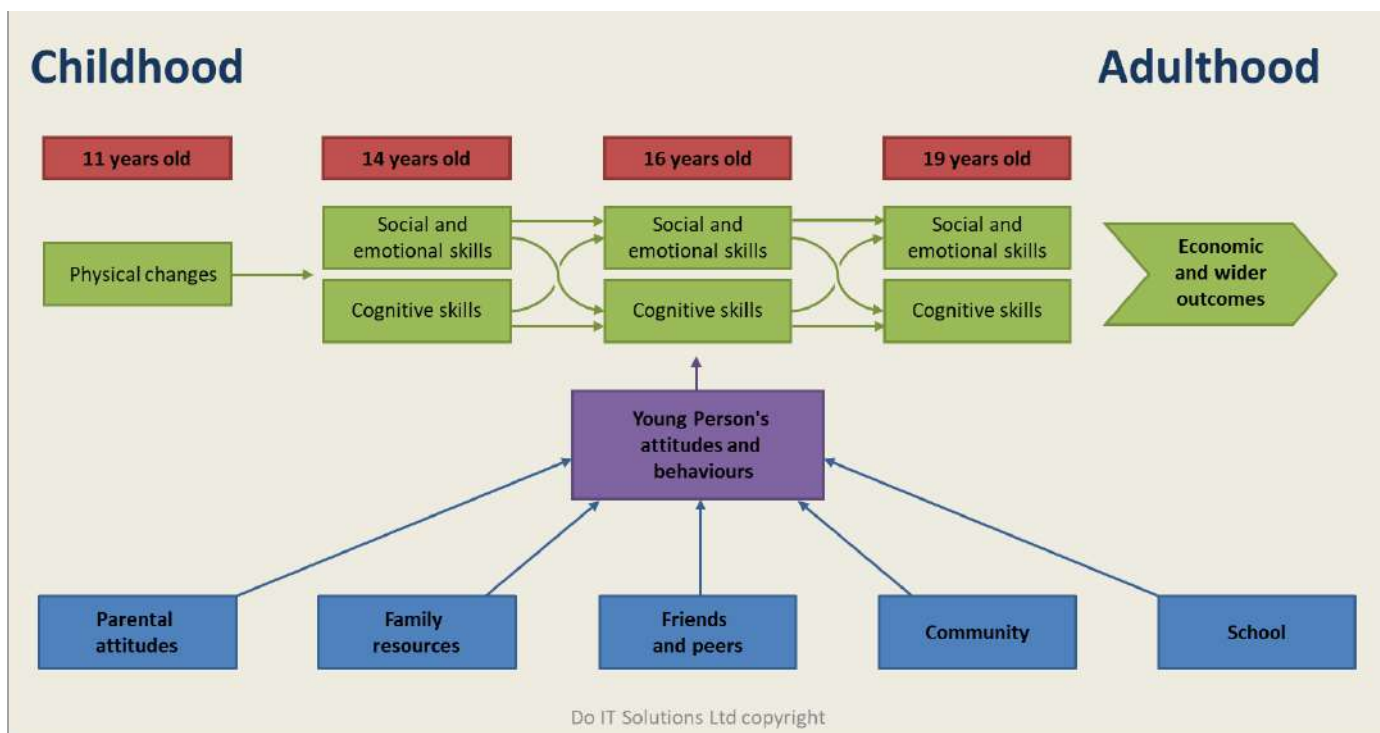 Childhood
Adulthood
11 years old
14 years old
16 years old
19 years old
Physical changes
Social and
emotional skills
Cognitive skills
Social and
emotional skills
Cognitive skills
Social and
emotional skills
Cognitive skills
Economic
and wider
outcomes
Young Person's
attitudes and
behaviours
Parental
attitudes
Family
resources
Friends
and peers
Community
School
Do IT Solutions Ltd copyright